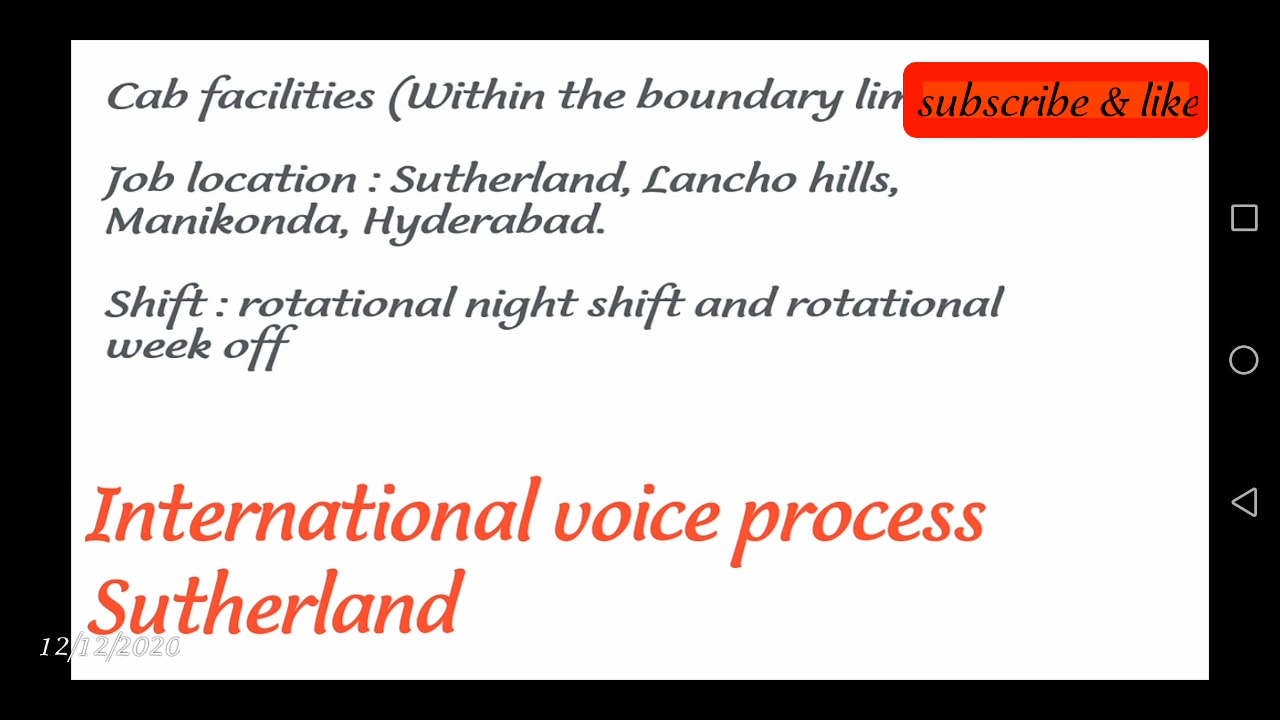 Cab facilities (Within the boundary
subscribe & like
Job location : Sutherland, Lancho hills,
Manikonda, Hyderabad.
Shift : rotational night shift and rotational
week off
International voice process
Sutherland
12/12/2020